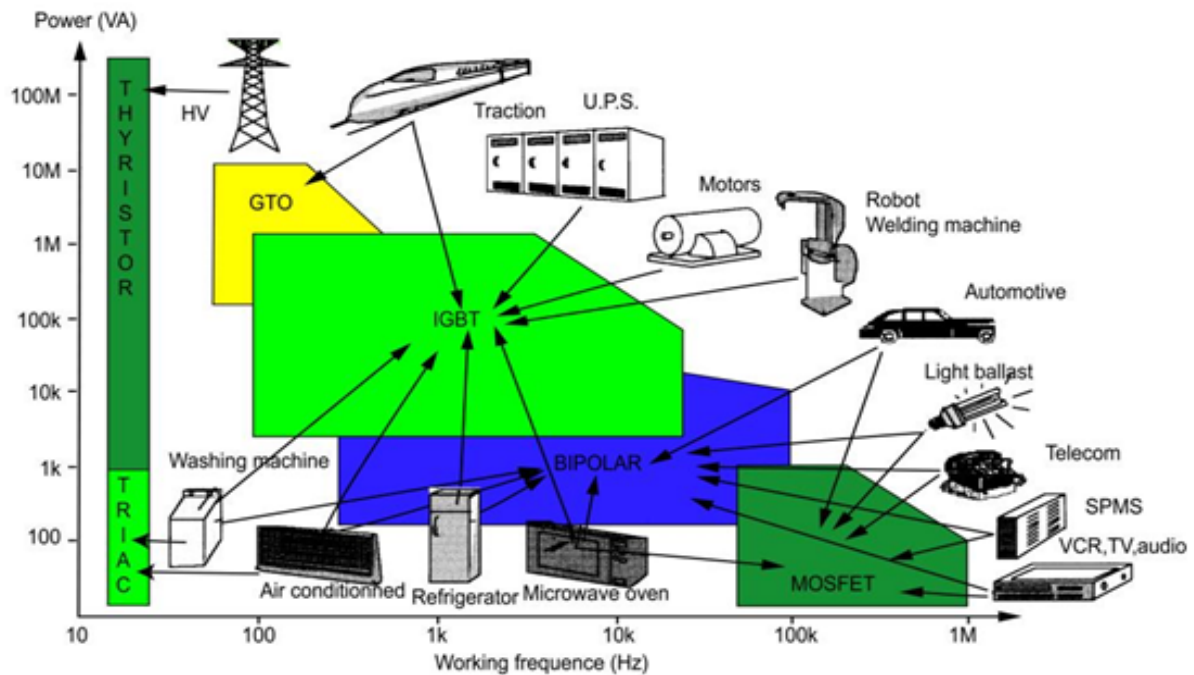 Power (VA)
100M
10M
1M
100k
10k
1k
100
THYRISTOR
TRIAC
HV
Traction
U.P.S.
GTO
Motors
Robot
Welding machine
IGBT
Automotive
Light ballast
Washing machine
BIPOLAR
Telecom
SPMS
VCR,TV,audio
MOSFET
Air conditionned
Refrigerator
Microwave oven
10
100
1k
10k
100k
1M
Working frequence (Hz)